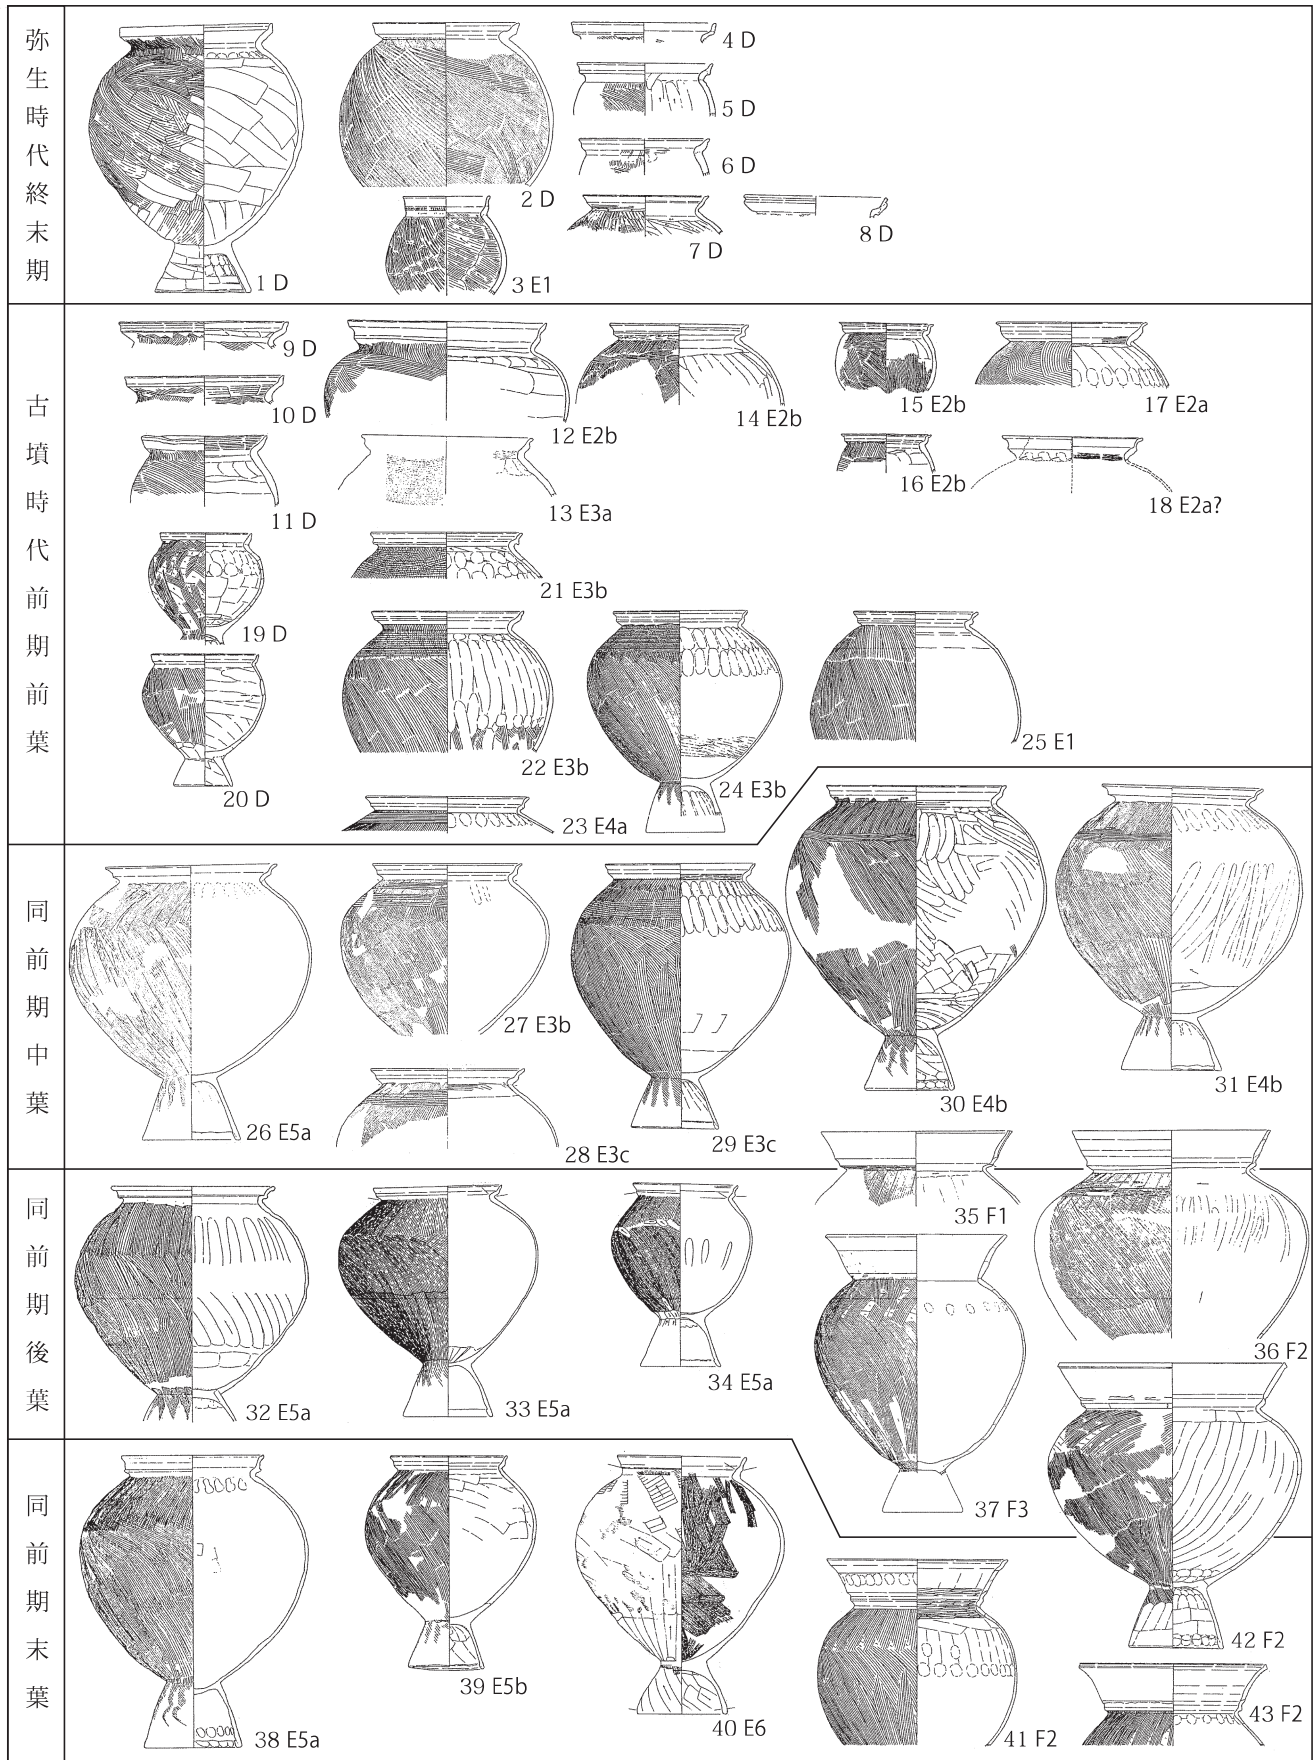 弥生時代終末期
1 D
2 D
3 E1
4 D
5 D
6 D
7 D
8 D
古墳時代前期前葉
9 D
10 D
11 D
12 E2b
13 E3a
14 E2b
15 E2b
16 E2b
17 E2a
18 E2a?
19 D
20 D
21 E3b
22 E3b
23 E4a
24 E3b
25 E1
同前期中葉
26 E5a
27 E3b
28 E3c
29 E3c
30 E4b
31 E4b
同前期後葉
32 E5a
33 E5a
34 E5a
35 F1
36 F2
37 F3
同前期末葉
38 E5a
39 E5b
40 E6
41 F2
42 F2
43 F2